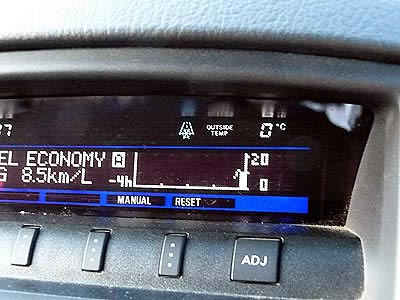 OUTSIDE
TEMP 0°C
EL ECONOMY A 20
G 8.5km/L -4h 0
MANUAL RESET
ADJ